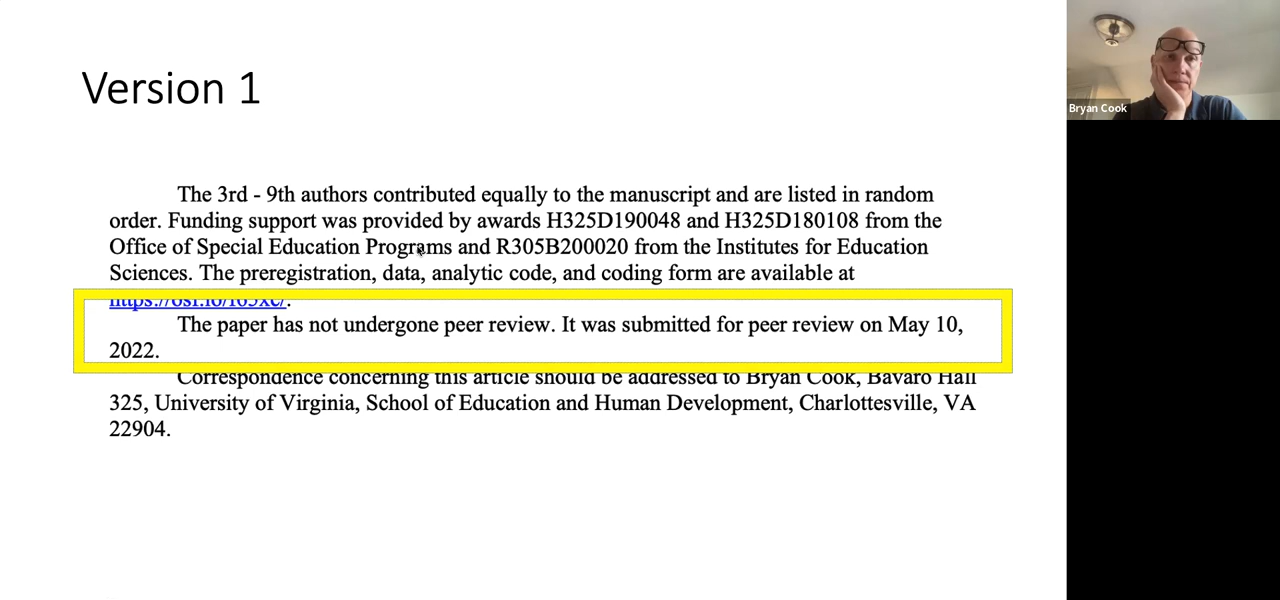 Version 1
The 3rd - 9th authors contributed equally to the manuscript and are listed in random
order. Funding support was provided by awards H325D190048 and H325D180108 from the
Office of Special Education Programs and R305B200020 from the Institutes for Education
Sciences. The preregistration, data, analytic code, and coding form are available at
The paper has not undergone peer review. It was submitted for peer review on May 10,
2022.
Correspondence concerning this article should be addressed to Bryan Cook, Bavaro Hall
325, University of Virginia, School of Education and Human Development, Charlottesville, VA
22904.
Bryan Cook